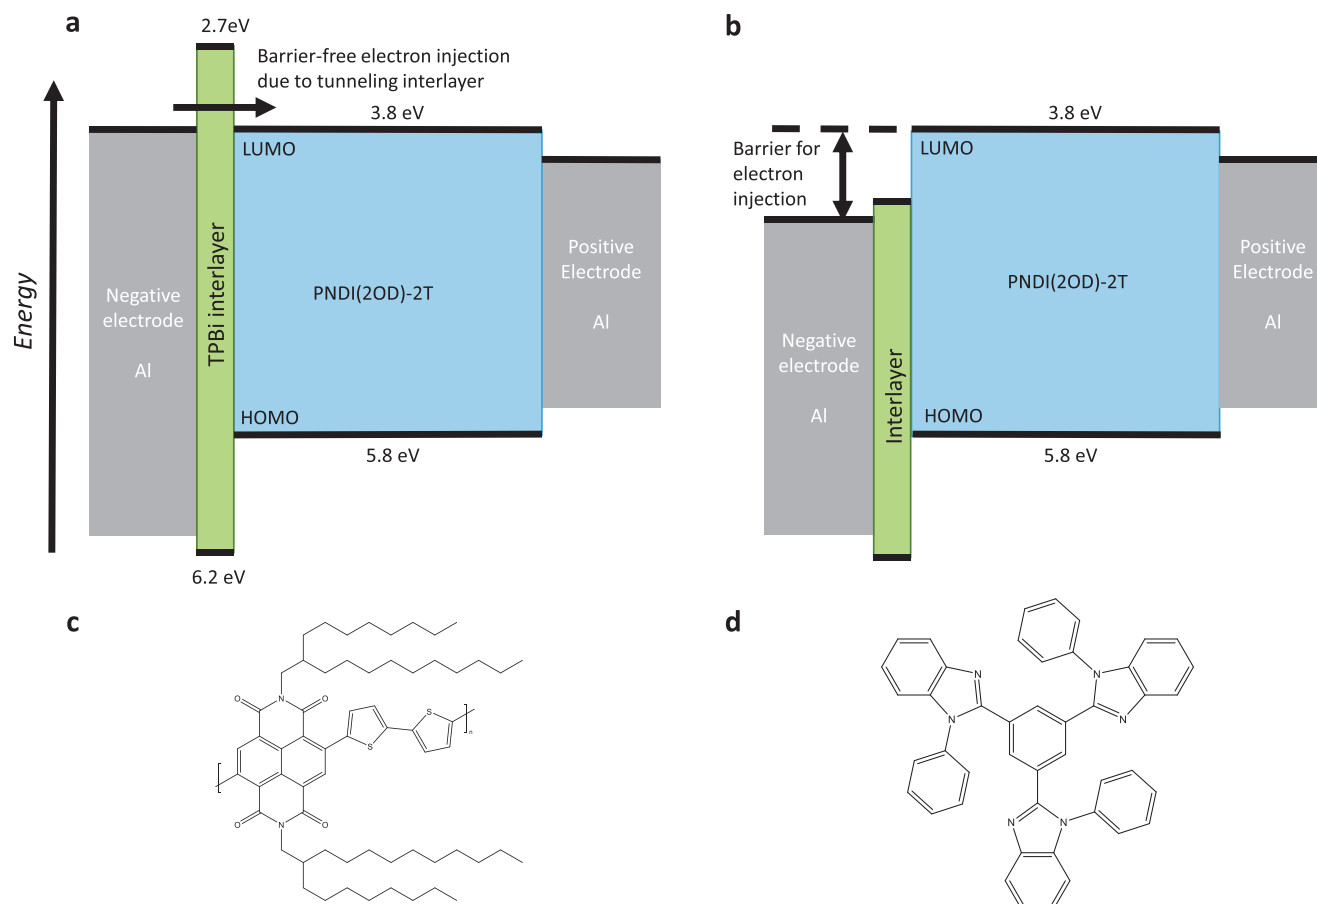 a
2.7eV
Barrier-free electron injection
due to tunneling interlayer
3.8 eV
LUMO
Energy
TPBi interlayer
Negative
electrode
Al
PNDI(2OD)-2T
Positive
Electrode
Al
HOMO
5.8 eV
6.2 eV
b
3.8 eV
Barrier for
electron
injection
LUMO
Negative
electrode
Al
Interlayer
PNDI(2OD)-2T
Positive
Electrode
Al
HOMO
5.8 eV
c
O
N
O
S
S
n
O
N
O
d
N
N
N
N
N
N